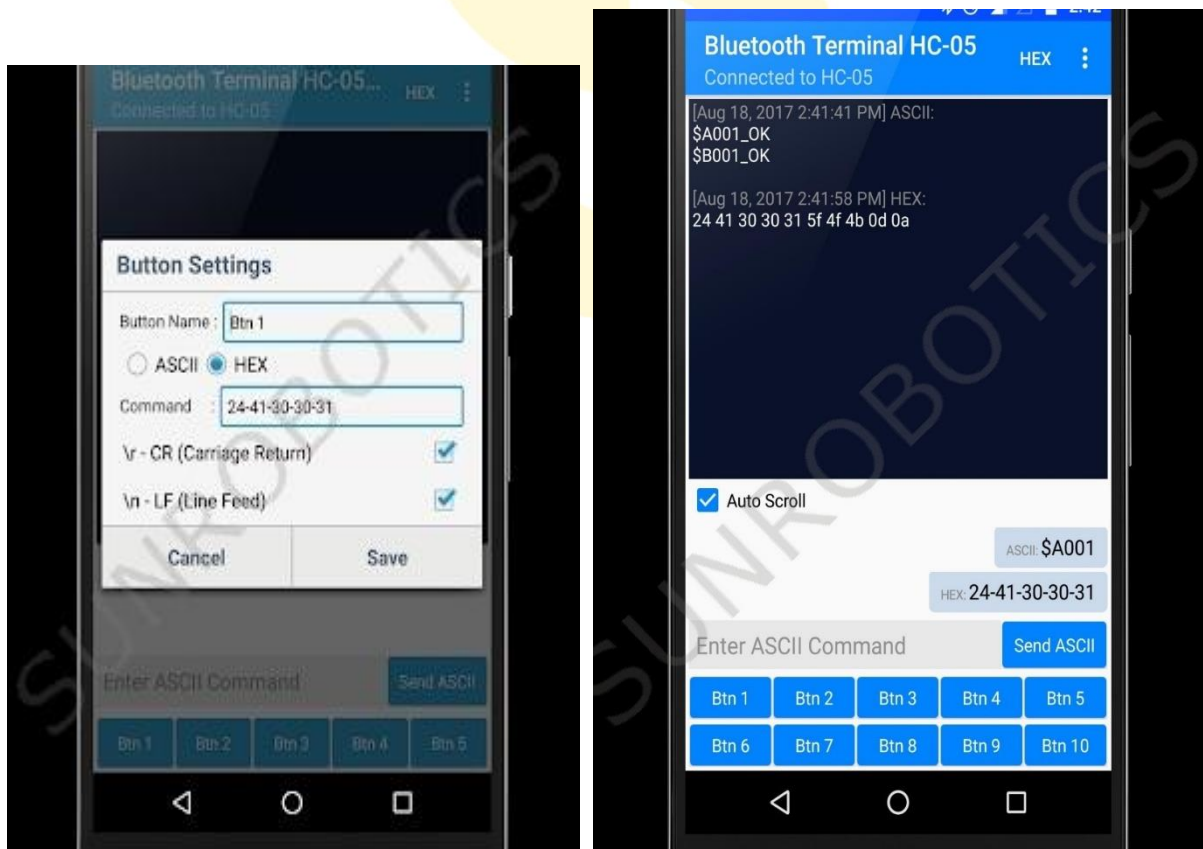 Bluetooth Terminal HC-05...
HEX
Connected to HC-05
Button Settings
Button Name : Btn 1
ASCII HEX
Command : 24-41-30-30-31
\r - CR (Carriage Return)
\n - LF (Line Feed)
Cancel Save
Enter ASCII Command Send ASCII
Btn 1 Btn 2 Btn 3 Btn 4 Btn 5
SUNROBOTICS
2:42
Bluetooth Terminal HC-05
HEX
Connected to HC-05
[Aug 18, 2017 2:41:41 PM] ASCII:
$A001_OK
$B001_OK
[Aug 18, 2017 2:41:58 PM] HEX:
24 41 30 30 31 5f 4f 4b 0d 0a
Auto Scroll
ASCII: $A001
HEX: 24-41-30-30-31
Enter ASCII Command Send ASCII
Btn 1 Btn 2 Btn 3 Btn 4 Btn 5
Btn 6 Btn 7 Btn 8 Btn 9 Btn 10
SUNROBOTICS